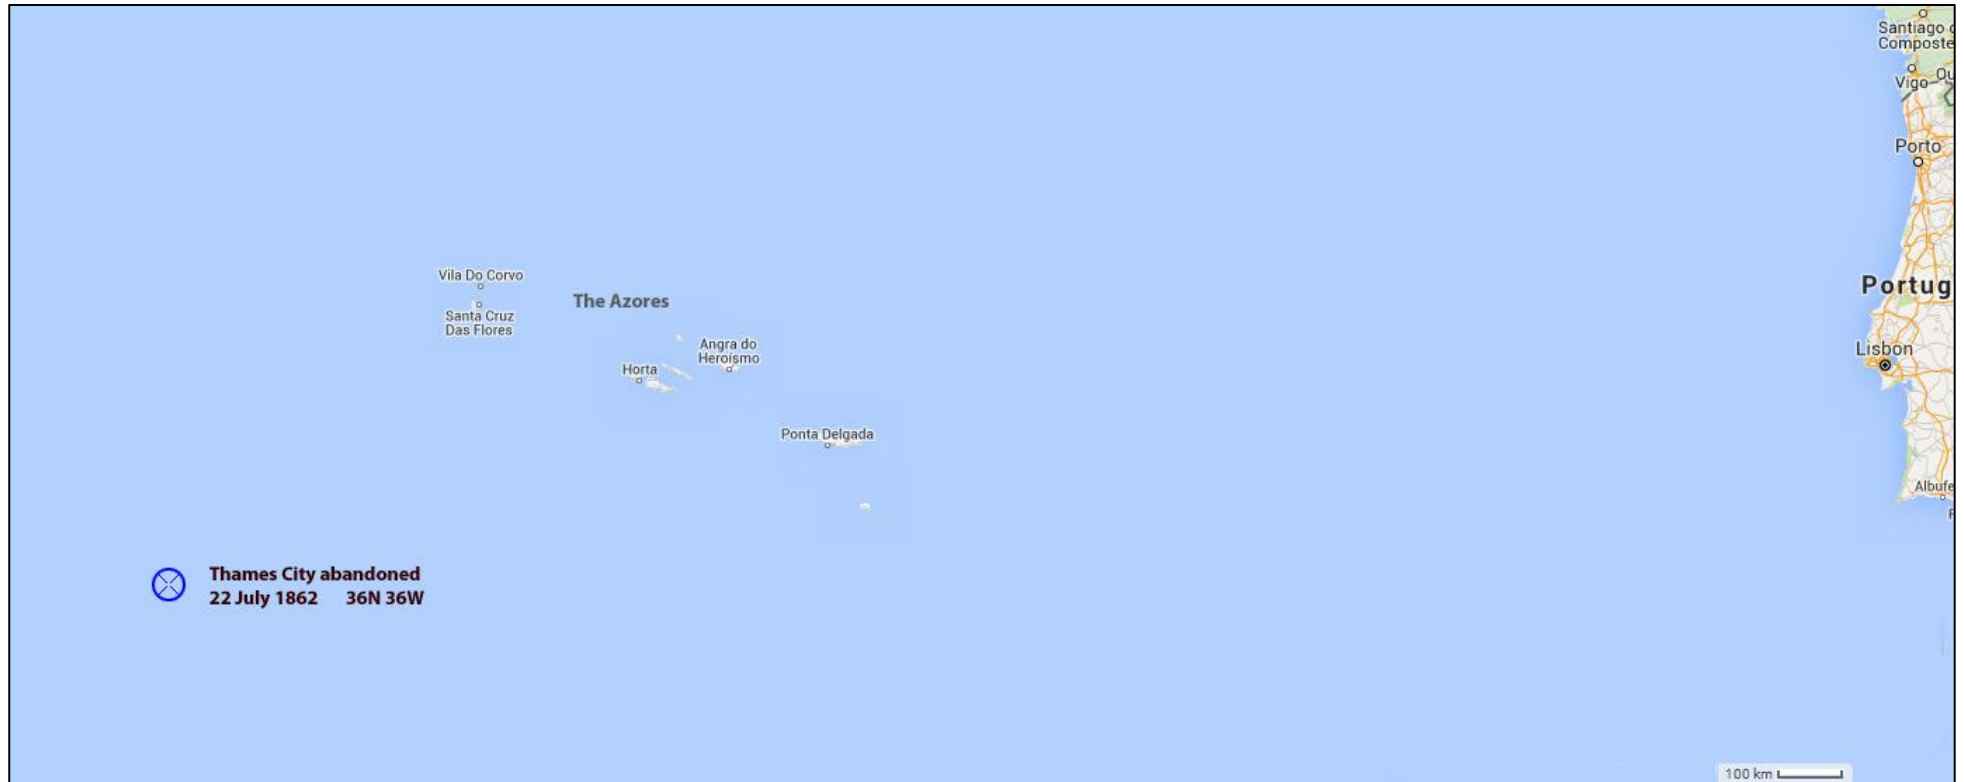 Santiago
Composte
Vigo
Porto
Portug
Lisbon
Albufe
Vila Do Corvo
Santa Cruz
Das Flores
The Azores
Angra do
Heroísmo
Horta
Ponta Delgada
Thames City abandoned
22 July 1862 36N 36W
100 km